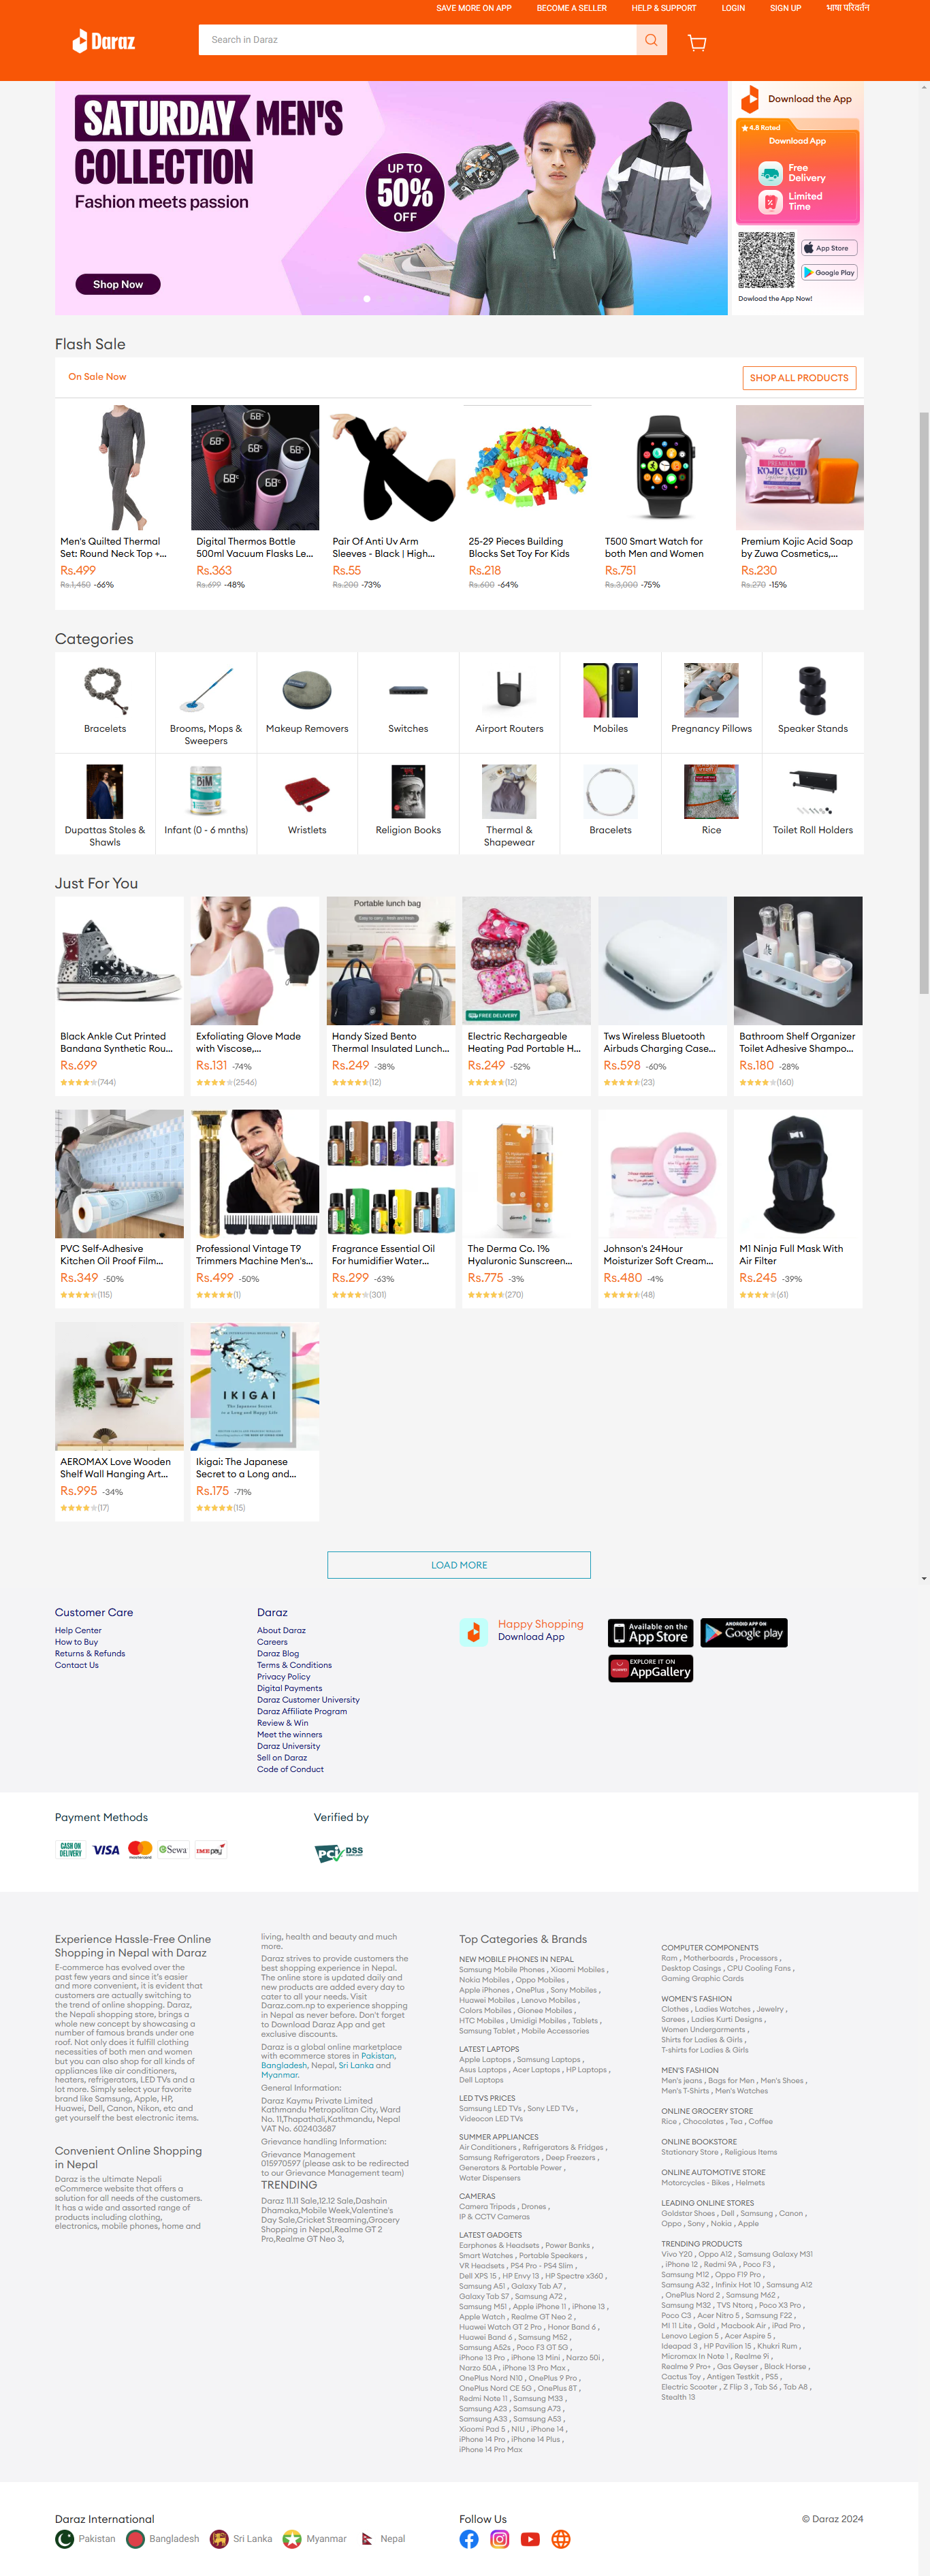 SAVE MORE ON APP
BECOME A SELLER
HELP & SUPPORT
LOGIN
SIGN UP
भाषा परिवर्तन
Daraz
Search in Daraz
SATURDAY MEN'S
COLLECTION
Fashion meets passion
UP TO
50%
OFF
Shop Now
Download the App
4.8 Rated
Download App
Free
Delivery
Limited
Time
App Store
Google Play
Dowload the App Now!
Flash Sale
On Sale Now
SHOP ALL PRODUCTS
Men's Quilted Thermal
Set: Round Neck Top +...
Rs.499
Rs.1,450 -66%
Digital Thermos Bottle
500ml Vacuum Flasks Le...
Rs.363
Rs.699 -48%
Pair Of Anti Uv Arm
Sleeves - Black | High...
Rs.55
Rs.200 -73%
25-29 Pieces Building
Blocks Set Toy For Kids
Rs.218
Rs.600 -64%
T500 Smart Watch for
both Men and Women
Rs.751
Rs.3,000 -75%
PREMIUM
KOJIC ACID
Premium Kojic Acid Soap
by Zuwa Cosmetics,...
Rs.230
Rs.270 -15%
Categories
Bracelets
Brooms, Mops &
Sweepers
Makeup Removers
Switches
Airport Routers
Mobiles
Pregnancy Pillows
Speaker Stands
Dupattas Stoles &
Shawls
BiM
Infant (0 - 6 mnths)
Wristlets
Religion Books
Thermal &
Shapewear
Bracelets
Rice
Toilet Roll Holders
Just For You
Black Ankle Cut Printed
Bandana Synthetic Rou...
Rs.699
(744)
Exfoliating Glove Made
with Viscose,...
Rs.131 -74%
(2546)
Portable lunch bag
Handy Sized Bento
Thermal Insulated Lunch...
Rs.249 -38%
(12)
FREE DELIVERY
Electric Rechargeable
Heating Pad Portable H...
Rs.249 -52%
(12)
Tws Wireless Bluetooth
Airbuds Charging Case...
Rs.598 -60%
(23)
Bathroom Shelf Organizer
Toilet Adhesive Shampo...
Rs.180 -28%
(160)
PVC Self-Adhesive
Kitchen Oil Proof Film...
Rs.349 -50%
(115)
Professional Vintage T9
Trimmers Machine Men's...
Rs.499 -50%
(1)
Fragrance Essential Oil
For humidifier Water...
Rs.299 -63%
(301)
The Derma Co. 1%
Hyaluronic Sunscreen...
Rs.775 -3%
(270)
Johnson's 24Hour
Moisturizer Soft Cream...
Rs.480 -4%
(48)
M1
M1 Ninja Full Mask With
Air Filter
Rs.245 -39%
(61)
AEROMAX Love Wooden
Shelf Wall Hanging Art...
Rs.995 -34%
(17)
IKIGAI
The Japanese Secret
to a Long and Happy Life
Ikigai: The Japanese
Secret to a Long and...
Rs.175 -71%
(15)
LOAD MORE
Customer Care
Help Center
How to Buy
Returns & Refunds
Contact Us
Daraz
About Daraz
Careers
Daraz Blog
Terms & Conditions
Privacy Policy
Digital Payments
Daraz Customer University
Daraz Affiliate Program
Review & Win
Meet the winners
Daraz University
Sell on Daraz
Code of Conduct
Happy Shopping
Download App
Available on the
App Store
ANDROID APP ON
Google play
EXPLORE IT ON
AppGallery
Payment Methods
CASH ON
DELIVERY
VISA
mastercard
eSewa
IME pay
Verified by
PCI DSS
Experience Hassle-Free Online
Shopping in Nepal with Daraz
E-commerce has evolved over the
past few years and since it's easier
and more convenient, it is evident that
customers are actually switching to
the trend of online shopping. Daraz,
the Nepali shopping store, brings a
whole new concept by showcasing a
number of famous brands under one
roof. Not only does it fulfill clothing
necessities of both men and women
but you can also shop for all kinds of
appliances like air conditioners,
heaters, refrigerators, LED TVs and a
lot more. Simply select your favorite
brand like Samsung, Apple, HP,
Huawei, Dell, Canon, Nikon, etc and
get yourself the best electronic items.
Convenient Online Shopping
in Nepal
Daraz is the ultimate Nepali
eCommerce website that offers a
solution for all needs of the customers.
It has a wide and assorted range of
products including clothing,
electronics, mobile phones, home and
living, health and beauty and much
more.
Daraz strives to provide customers the
best shopping experience in Nepal.
The online store is updated daily and
new products are added every day to
cater to all your needs. Visit
Daraz.com.np to experience shopping
in Nepal as never before. Don't forget
to Download Daraz App and get
exclusive discounts.
Daraz is a global online marketplace
with ecommerce stores in Pakistan,
Bangladesh, Nepal, Sri Lanka and
Myanmar.
General Information:
Daraz Kaymu Private Limited
Kathmandu Metropolitan City, Ward
No. 11,Thapathali,Kathmandu, Nepal
VAT No. 602403687
Grievance handling Information:
Grievance Management
015970597 (please ask to be redirected
to our Grievance Management team)
TRENDING
Daraz 11.11 Sale,12.12 Sale,Dashain
Dhamaka,Mobile Week,Valentine's
Day Sale,Cricket Streaming,Grocery
Shopping in Nepal,Realme GT 2
Pro,Realme GT Neo 3,
Top Categories & Brands
NEW MOBILE PHONES IN NEPAL
Samsung Mobile Phones , Xiaomi Mobiles ,
Nokia Mobiles , Oppo Mobiles ,
Apple iPhones , OnePlus , Sony Mobiles ,
Huawei Mobiles , Lenovo Mobiles ,
Colors Mobiles , Gionee Mobiles ,
HTC Mobiles , Umidigi Mobiles , Tablets ,
Samsung Tablet , Mobile Accessories
LATEST LAPTOPS
Apple Laptops , Samsung Laptops ,
Asus Laptops , Acer Laptops , HP Laptops ,
Dell Laptops
LED TVS PRICES
Samsung LED TVs , Sony LED TVs ,
Videocon LED TVs
SUMMER APPLIANCES
Air Conditioners , Refrigerators & Fridges ,
Samsung Refrigerators , Deep Freezers ,
Generators & Portable Power ,
Water Dispensers
CAMERAS
Camera Tripods , Drones ,
IP & CCTV Cameras
LATEST GADGETS
Earphones & Headsets , Power Banks ,
Smart Watches , Portable Speakers ,
VR Headsets , PS4 Pro - PS4 Slim ,
Dell XPS 15 , HP Envy 13 , HP Spectre x360 ,
Samsung A51 , Galaxy Tab A7 ,
Galaxy Tab S7 , Samsung A72 ,
Samsung M51 , Apple iPhone 11 , iPhone 13 ,
Apple Watch , Realme GT Neo 2 ,
Huawei Watch GT 2 Pro , Honor Band 6 ,
Huawei Band 6 , Samsung M52 ,
Samsung A52s , Poco F3 GT 5G ,
iPhone 13 Pro , iPhone 13 Mini , Narzo 50i ,
Narzo 50A , iPhone 13 Pro Max ,
OnePlus Nord N10 , OnePlus 9 Pro ,
OnePlus Nord CE 5G , OnePlus 8T ,
Redmi Note 11 , Samsung M33 ,
Samsung A23 , Samsung A73 ,
Samsung A33 , Samsung A53 ,
Xiaomi Pad 5 , NIU , iPhone 14 ,
iPhone 14 Pro , iPhone 14 Plus ,
iPhone 14 Pro Max
COMPUTER COMPONENTS
Ram , Motherboards , Processors ,
Desktop Casings , CPU Cooling Fans ,
Gaming Graphic Cards
WOMEN'S FASHION
Clothes , Ladies Watches , Jewelry ,
Sarees , Ladies Kurti Designs ,
Women Undergarments ,
Shirts for Ladies & Girls ,
T-shirts for Ladies & Girls
MEN'S FASHION
Men's jeans , Bags for Men , Men's Shoes ,
Men's T-Shirts , Men's Watches
ONLINE GROCERY STORE
Rice , Chocolates , Tea , Coffee
ONLINE BOOKSTORE
Stationary Store , Religious Items
ONLINE AUTOMOTIVE STORE
Motorcycles - Bikes , Helmets
LEADING ONLINE STORES
Goldstar Shoes , Dell , Samsung , Canon ,
Oppo , Sony , Nokia , Apple
TRENDING PRODUCTS
Vivo Y20 , Oppo A12 , Samsung Galaxy M31
, iPhone 12 , Redmi 9A , Poco F3 ,
Samsung M12 , Oppo F19 Pro ,
Samsung A32 , Infinix Hot 10 , Samsung A12
, OnePlus Nord 2 , Samsung M62 ,
Samsung M32 , TVS Ntorq , Poco X3 Pro ,
Poco C3 , Acer Nitro 5 , Samsung F22 ,
MI 11 Lite , Gold , Macbook Air , iPad Pro ,
Lenovo Legion 5 , Acer Aspire 5 ,
Ideapad 3 , HP Pavilion 15 , Khukri Rum ,
Micromax In Note 1 , Realme 9i ,
Realme 9 Pro+ , Gas Geyser , Black Horse ,
Cactus Toy , Antigen Testkit , PS5 ,
Electric Scooter , Z Flip 3 , Tab S6 , Tab A8 ,
Stealth 13
Daraz International
Pakistan
Bangladesh
Sri Lanka
Myanmar
Nepal
Follow Us
© Daraz 2024